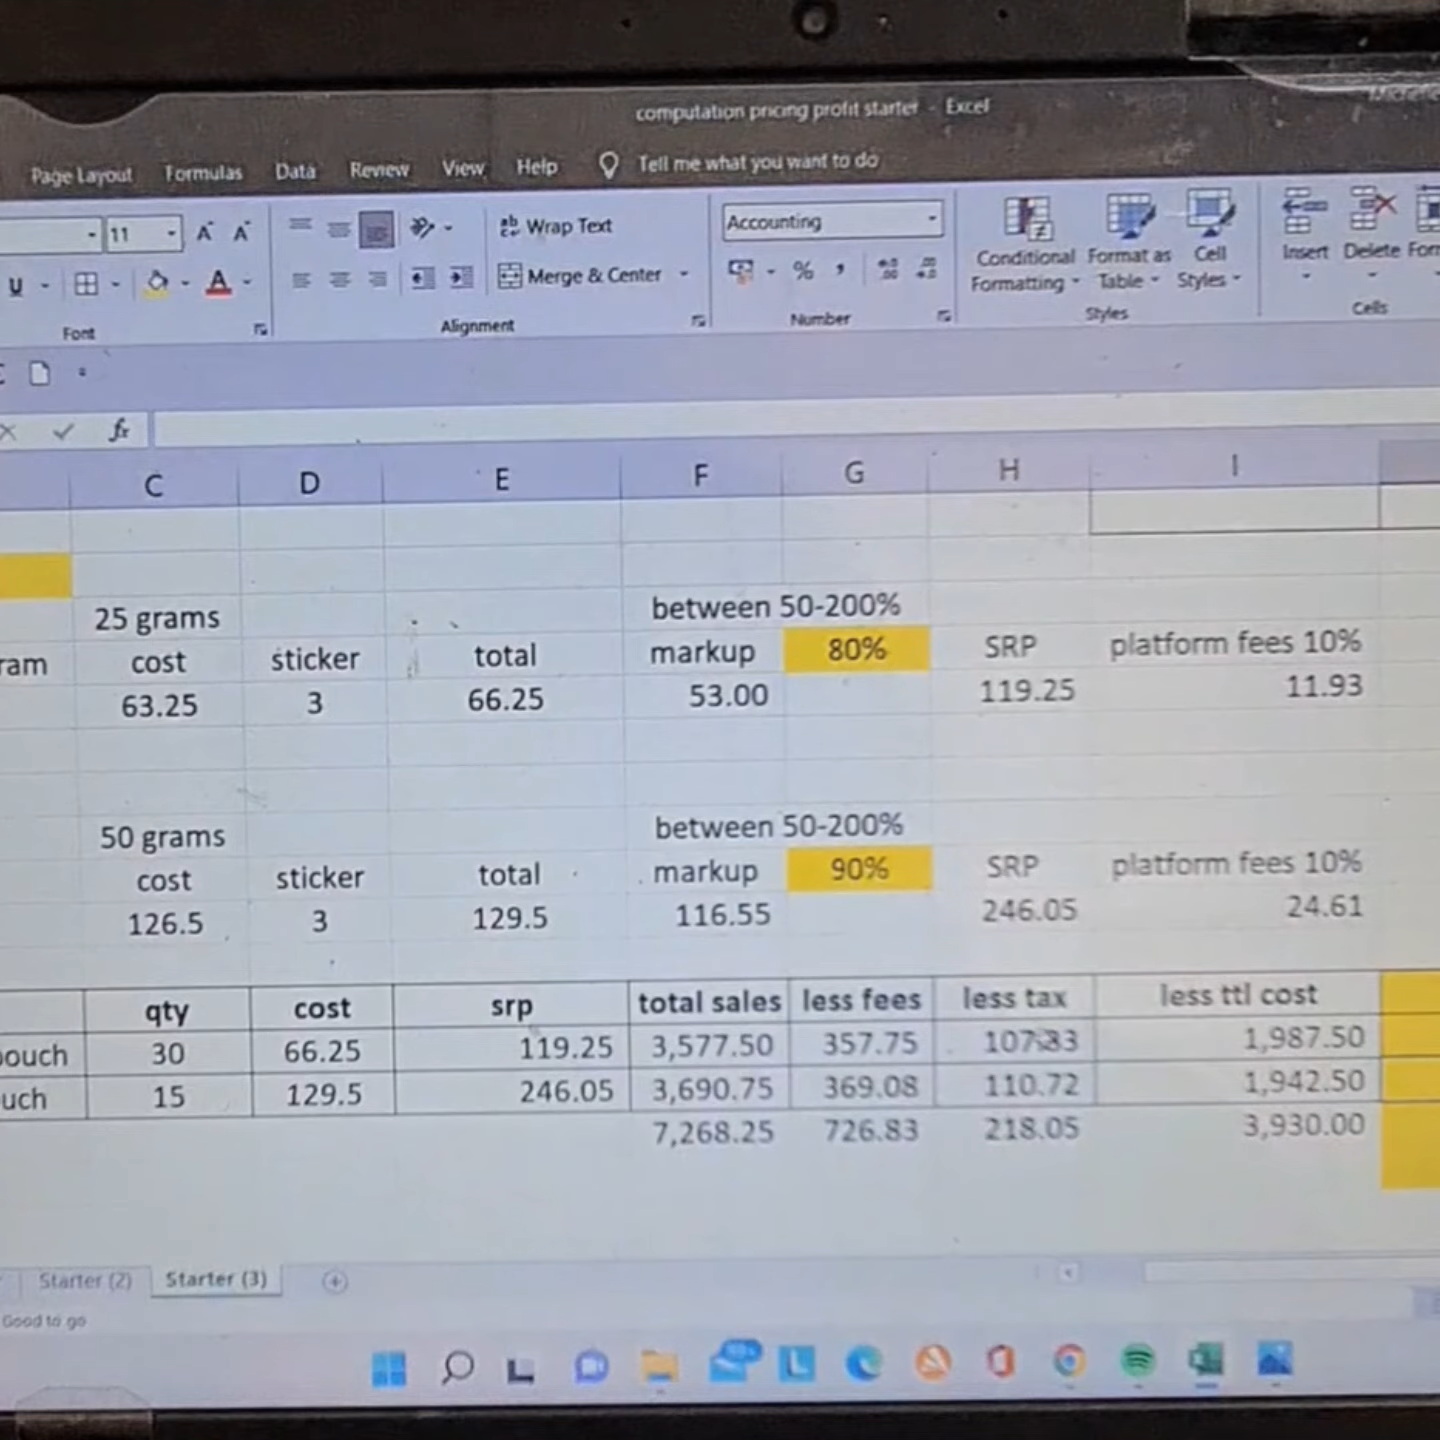 computation pricing profit starter - Excel
Page Layout Formulas Data Review View Help Tell me what you want to do
11 A A Wrap Text Accounting
U A Merge & Center % , Conditional Formatting Format as Table Cell Styles Insert Delete
Font Alignment Number Styles Cells
fx
C D E F G H I
25 grams between 50-200%
ram cost sticker total markup 80% SRP platform fees 10%
63.25 3 66.25 53.00 119.25 11.93
50 grams between 50-200%
cost sticker total markup 90% SRP platform fees 10%
126.5 3 129.5 116.55 246.05 24.61
qty cost srp total sales less fees less tax less ttl cost
pouch 30 66.25 119.25 3,577.50 357.75 107.33 1,987.50
uch 15 129.5 246.05 3,690.75 369.08 110.72 1,942.50
7,268.25 726.83 218.05 3,930.00
Starter (2) Starter (3)
Good to go